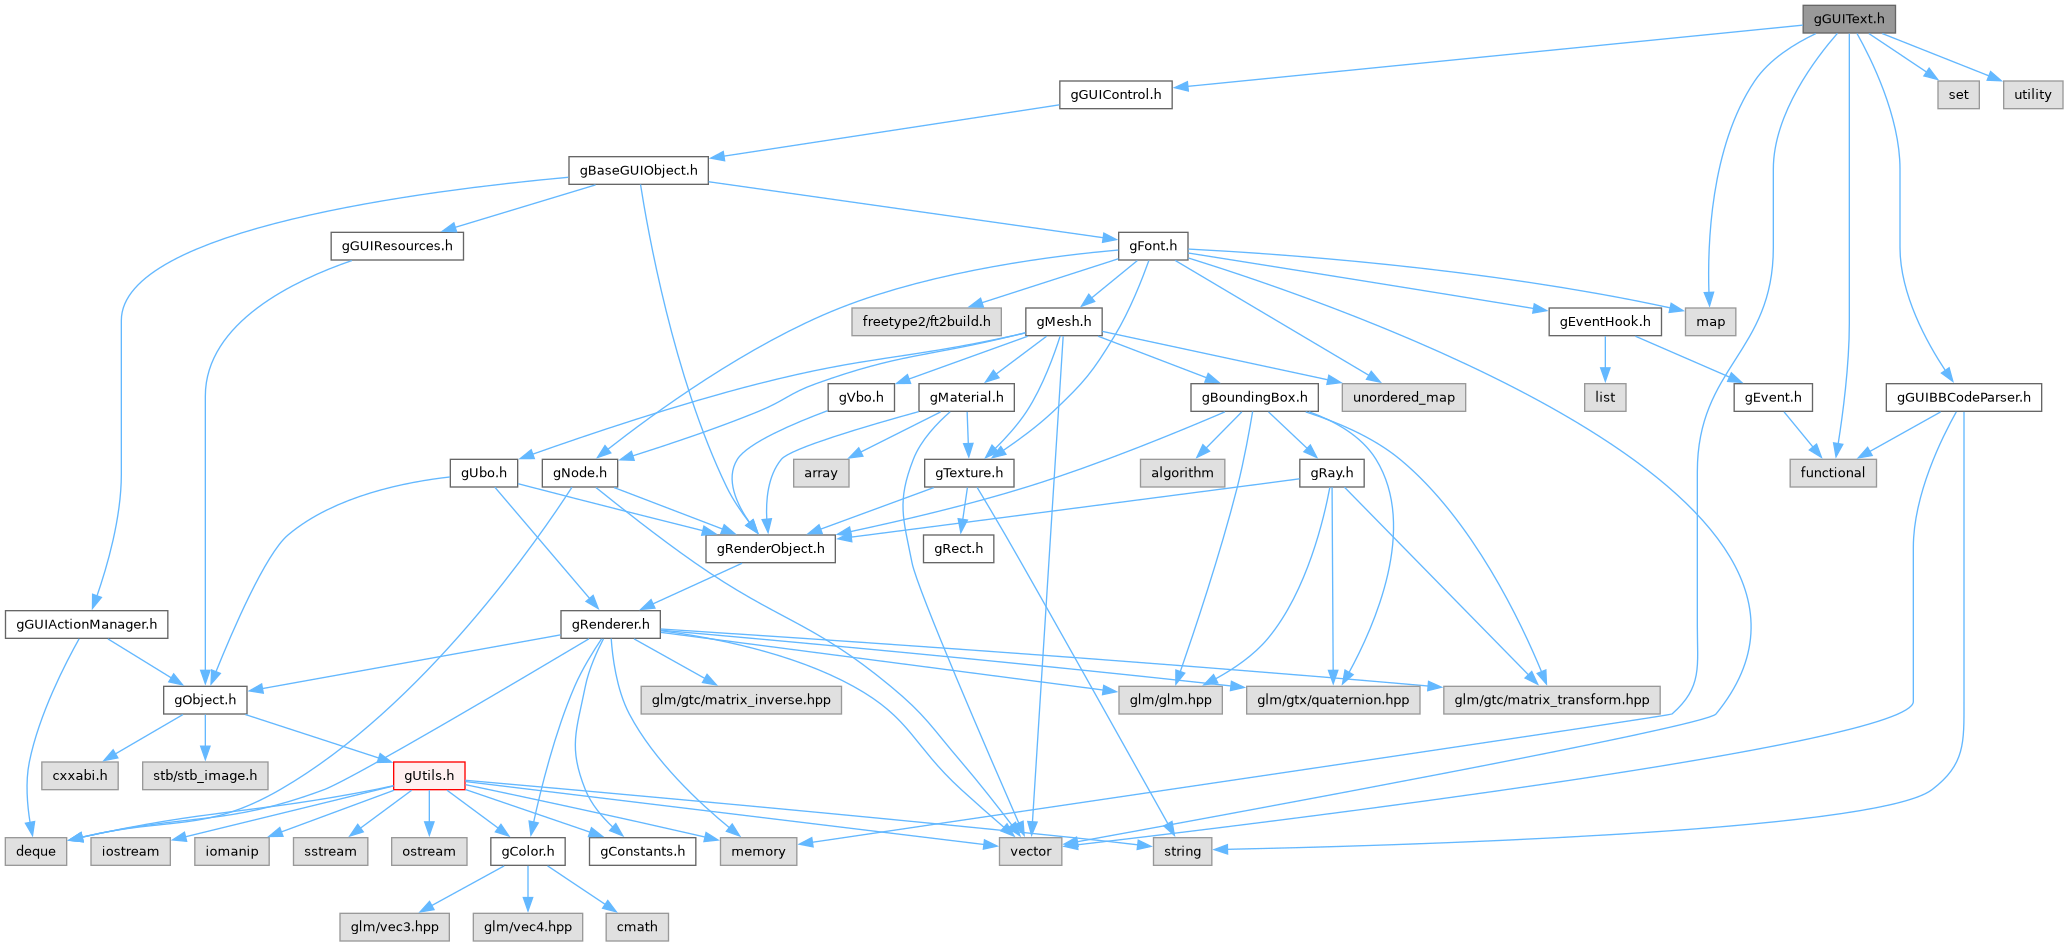 gGUIText.h
gGUIControl.h
set
utility
gBaseGUIObject.h
gGUIResources.h
gFont.h
freetype2/ft2build.h
gMesh.h
gEventHook.h
map
gVbo.h
gMaterial.h
gBoundingBox.h
unordered_map
list
gEvent.h
gGUIBBCodeParser.h
gUbo.h
gNode.h
array
gTexture.h
algorithm
gRay.h
functional
gRenderObject.h
gRect.h
gGUIActionManager.h
gRenderer.h
gObject.h
glm/gtc/matrix_inverse.hpp
glm/glm.hpp
glm/gtx/quaternion.hpp
glm/gtc/matrix_transform.hpp
cxxabi.h
stb/stb_image.h
gUtils.h
deque
iostream
iomanip
sstream
ostream
gColor.h
gConstants.h
memory
vector
string
glm/vec3.hpp
glm/vec4.hpp
cmath